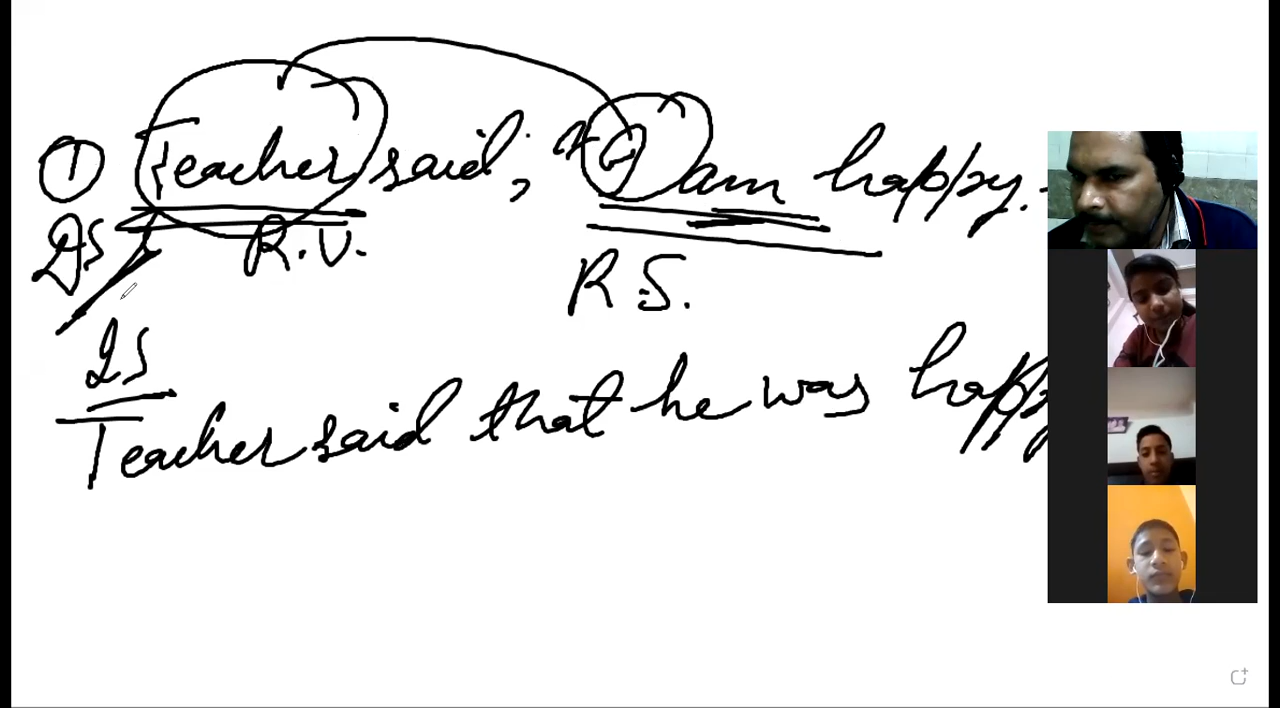 ① Teacher said, "I am happy.
DS R.V. R.S.
IS
Teacher said that he was happy